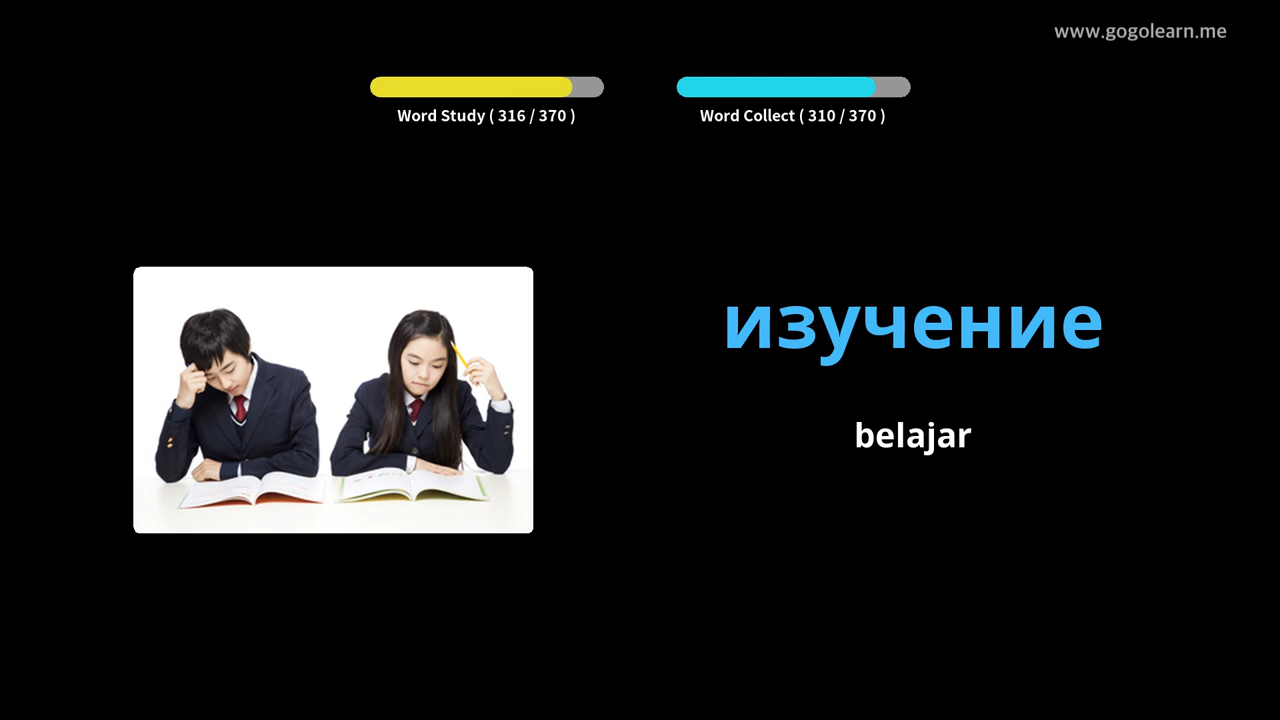 www.gogolearn.me
Word Study ( 316 / 370 )
Word Collect ( 310 / 370 )
изучение
belajar